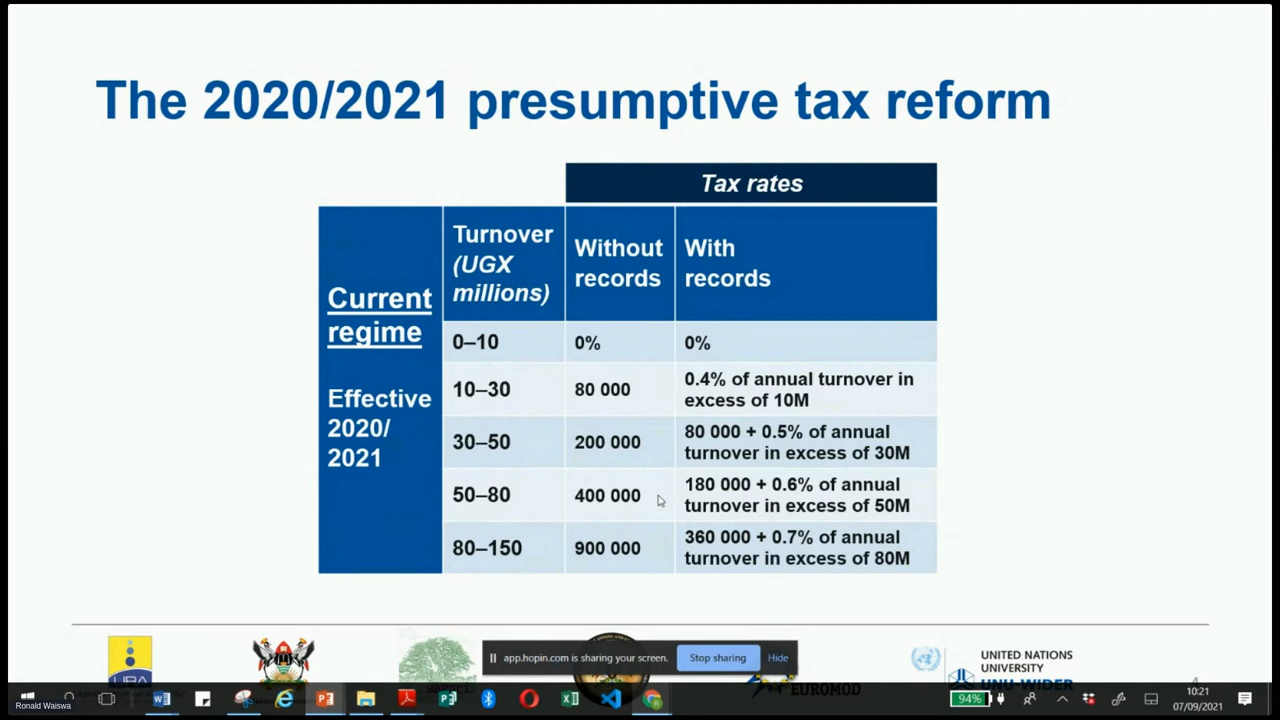 The 2020/2021 presumptive tax reform
Tax rates
Current
regime
Effective
2020/
2021
Turnover
(UGX
millions)
Without
records
With
records
0–10
0%
0%
10–30
80 000
0.4% of annual turnover in
excess of 10M
30–50
200 000
80 000 + 0.5% of annual
turnover in excess of 30M
50–80
400 000
180 000 + 0.6% of annual
turnover in excess of 50M
80–150
900 000
360 000 + 0.7% of annual
turnover in excess of 80M
app.hopin.com is sharing your screen.
Stop sharing
Hide
UNITED NATIONS
UNIVERSITY
UNU-WIDER
EUROMOD
4
Ronald Waiswa
94%
10:21
07/09/2021